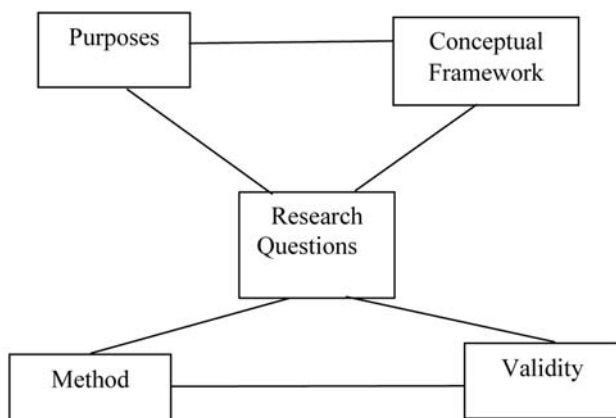 Purposes
Conceptual
Framework
Research
Questions
Method
Validity